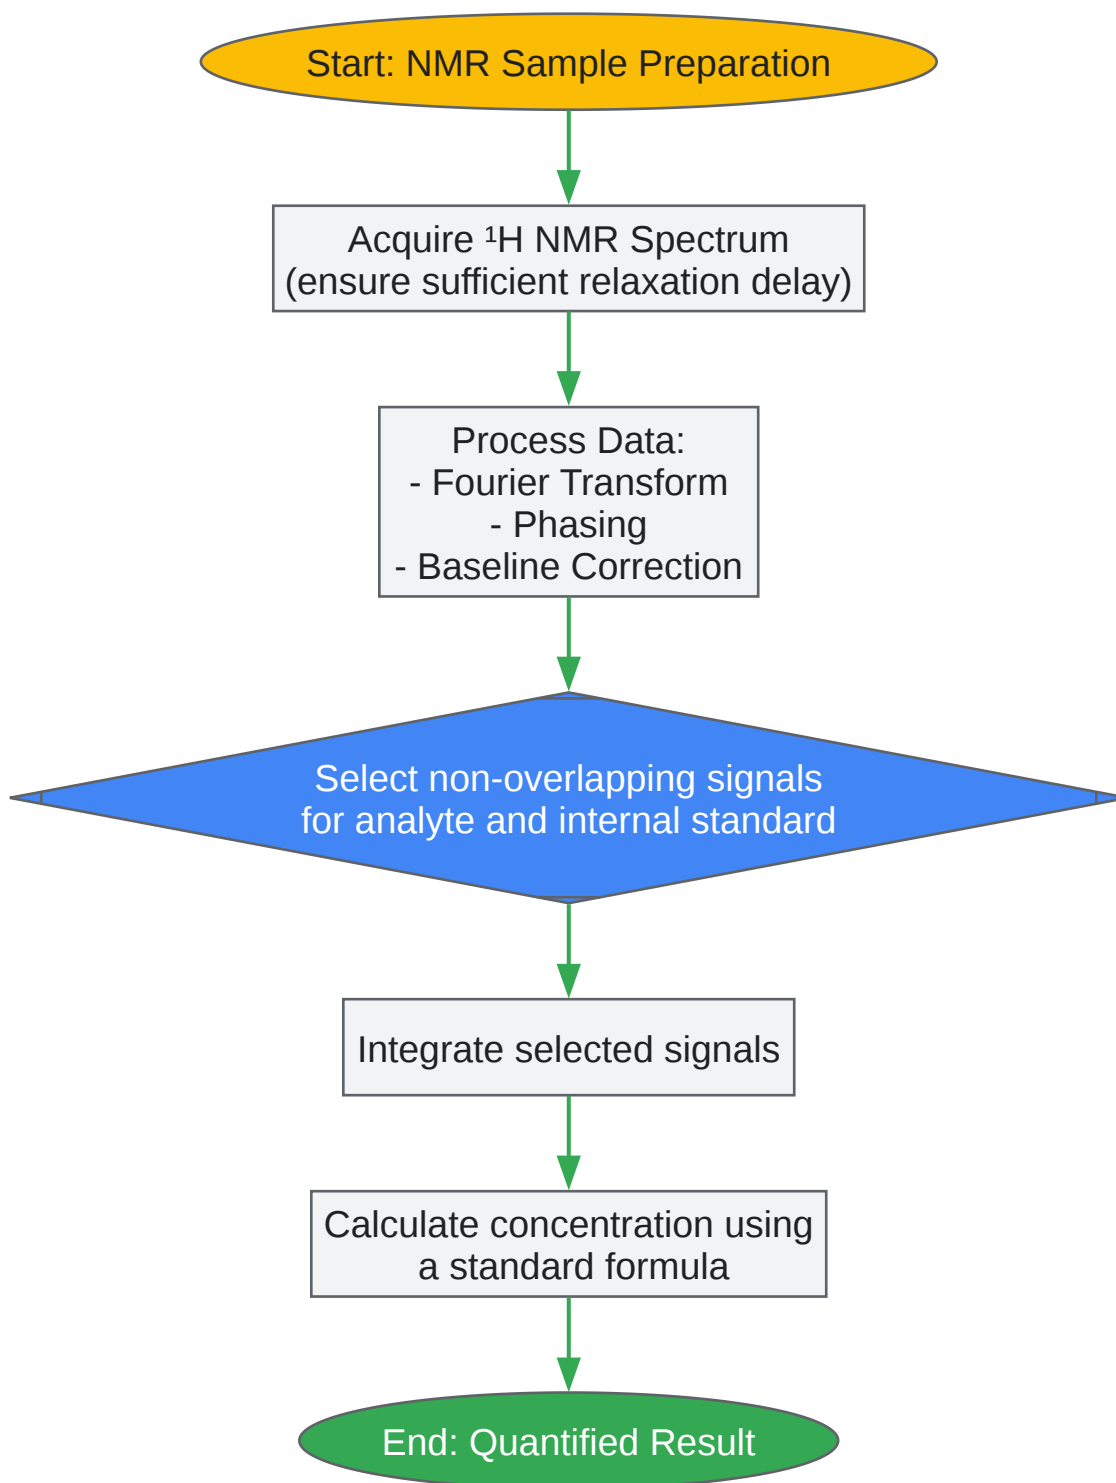 Start: NMR Sample Preparation
Acquire ¹H NMR Spectrum
(ensure sufficient relaxation delay)
Process Data:
- Fourier Transform
- Phasing
- Baseline Correction
Select non-overlapping signals
for analyte and internal standard
Integrate selected signals
Calculate concentration using
a standard formula
End: Quantified Result